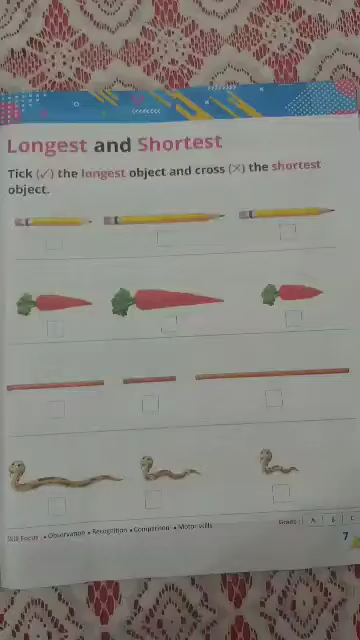 Longest and Shortest
Tick (✓) the longest object and cross (✕) the shortest
object.
Skill Focus : • Observation • Recognition • Comparison • Motor skills
Grade : A B C
7